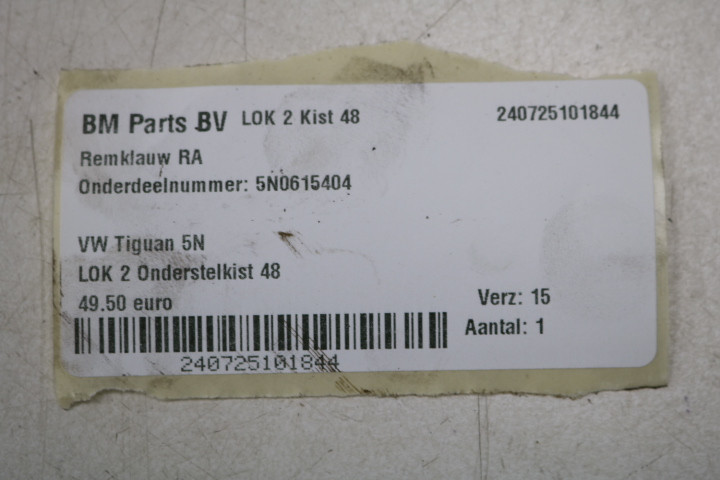 BM Parts BV LOK 2 Kist 48 240725101844
Remklauw RA
Onderdeelnummer: 5N0615404
VW Tiguan 5N
LOK 2 Onderstelkist 48
49.50 euro Verz: 15
Aantal: 1
240725101844